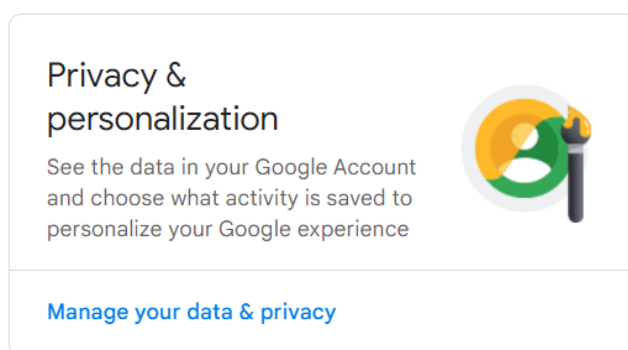 Privacy &
personalization
See the data in your Google Account
and choose what activity is saved to
personalize your Google experience
Manage your data & privacy